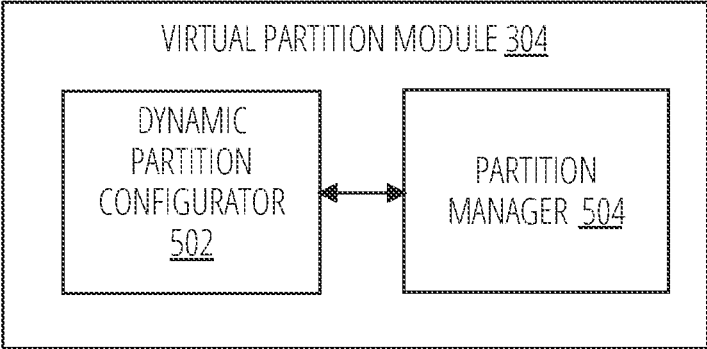 VIRTUAL PARTITION MODULE 304
DYNAMIC
PARTITION
CONFIGURATOR
502
PARTITION
MANAGER 504